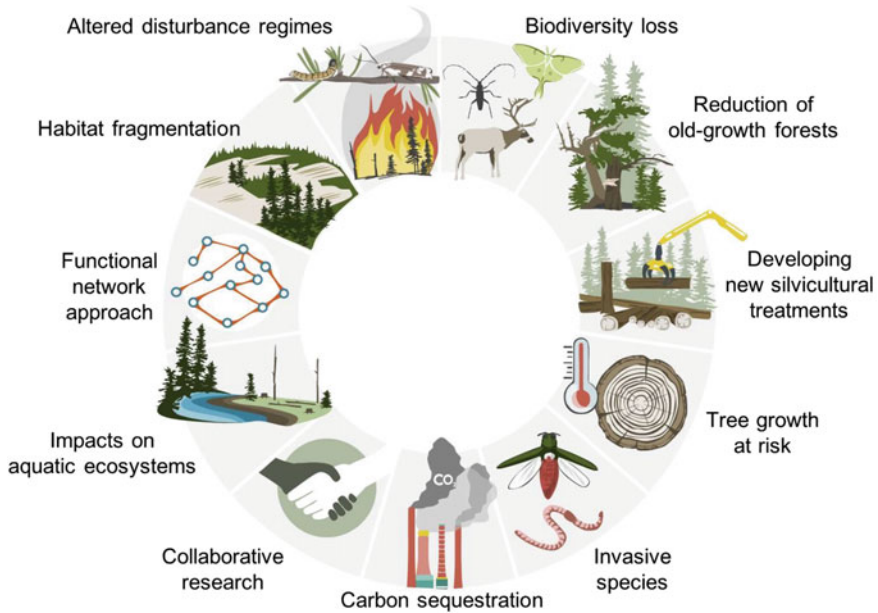 Altered disturbance regimes
Biodiversity loss
Reduction of
old-growth forests
Developing
new silvicultural
treatments
Tree growth
at risk
Invasive
species
Carbon sequestration
CO₂
Collaborative
research
Impacts on
aquatic ecosystems
Functional
network
approach
Habitat fragmentation